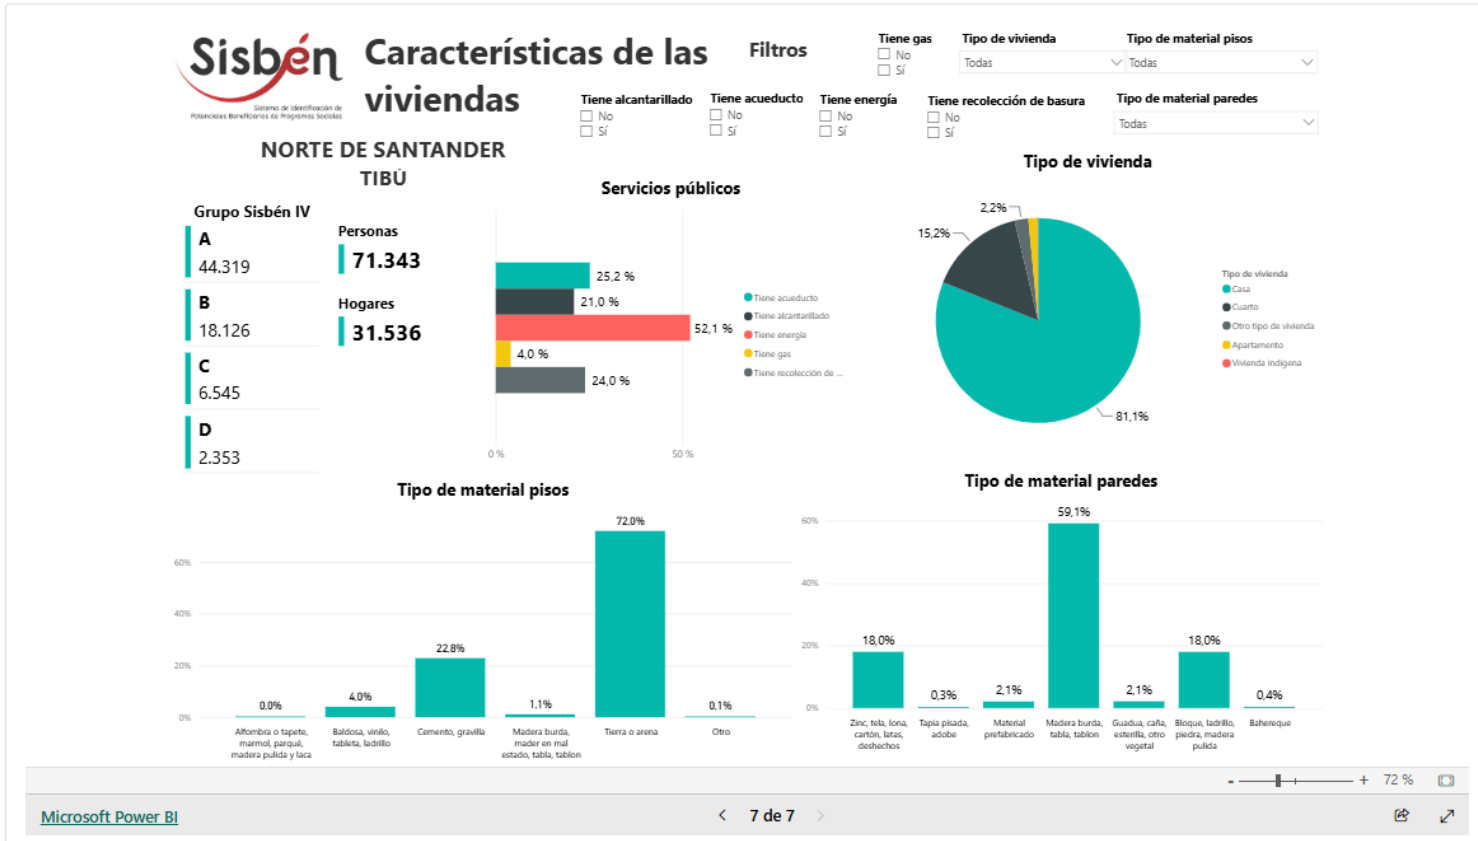 Sisbén
Sistema de Identificación de
Potenciales Beneficiarios de Programas Sociales
Características de las
viviendas
NORTE DE SANTANDER
TIBÚ
Filtros
Tiene gas
No
Sí
Tipo de vivienda
Todas
Tipo de material pisos
Todas
Tiene alcantarillado
No
Sí
Tiene acueducto
No
Sí
Tiene energía
No
Sí
Tiene recolección de basura
No
Sí
Tipo de material paredes
Todas
Grupo Sisbén IV
A
44.319
B
18.126
C
6.545
D
2.353
Personas
71.343
Hogares
31.536
Servicios públicos
25,2 %
21,0 %
52,1 %
4,0 %
24,0 %
0 %
50 %
Tiene acueducto
Tiene alcantarillado
Tiene energía
Tiene gas
Tiene recolección de ...
Tipo de vivienda
2,2%
15,2%
81,1%
Tipo de vivienda
Casa
Cuarto
Otro tipo de vivienda
Apartamento
Vivienda indígena
Tipo de material pisos
60%
40%
20%
0%
0.0%
4.0%
22.8%
1.1%
72,0%
0.1%
Alfombra o tapete,
marmol, parqué,
madera pulida y laca
Baldosa, vinilo,
tableta, ladrillo
Cemento, gravilla
Madera burda,
mader en mal
estado, tabla, tablon
Tierra o arena
Otro
Tipo de material paredes
60%
40%
20%
0%
18,0%
0,3%
2,1%
59,1%
2,1%
18,0%
0,4%
Zinc, tela, lona,
cartón, latas,
deshechos
Tapia pisada,
adobe
Material
prefabricado
Madera burda,
tabla, tablon
Guadua, caña,
esterilla, otro
vegetal
Bloque, ladrillo,
piedra, madera
pulida
Bahereque
- + 72 %
Microsoft Power BI
7 de 7